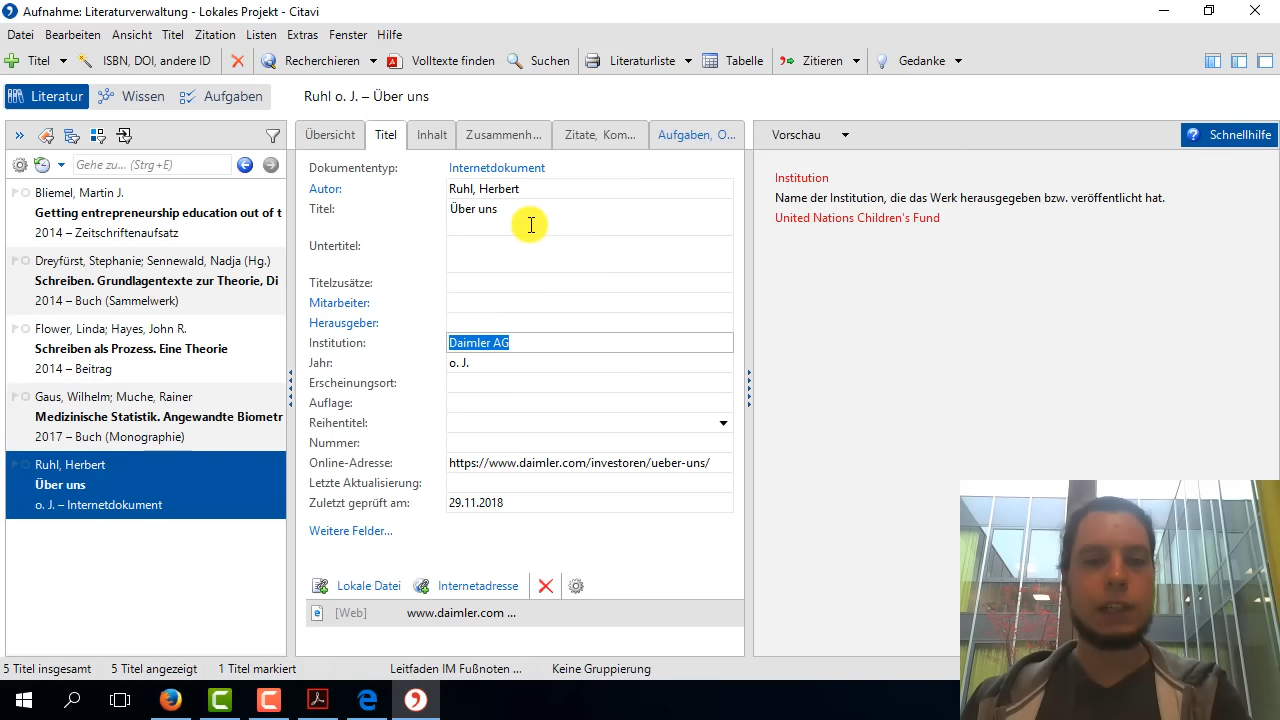 Aufnahme: Literaturverwaltung - Lokales Projekt - Citavi
Datei Bearbeiten Ansicht Titel Zitation Listen Extras Fenster Hilfe
Titel ISBN, DOI, andere ID Recherchieren Volltexte finden Suchen Literaturliste Tabelle Zitieren Gedanke
Literatur Wissen Aufgaben Ruhl o. J. – Über uns
Übersicht Titel Inhalt Zusammenh... Zitate, Kom... Aufgaben, O... Vorschau Schnellhilfe
Gehe zu... (Strg+E)
Bliemel, Martin J.
Getting entrepreneurship education out of t
2014 – Zeitschriftenaufsatz
Dreyfürst, Stephanie; Sennewald, Nadja (Hg.)
Schreiben. Grundlagentexte zur Theorie, Di
2014 – Buch (Sammelwerk)
Flower, Linda; Hayes, John R.
Schreiben als Prozess. Eine Theorie
2014 – Beitrag
Gaus, Wilhelm; Muche, Rainer
Medizinische Statistik. Angewandte Biometr
2017 – Buch (Monographie)
Ruhl, Herbert
Über uns
o. J. – Internetdokument
Dokumententyp: Internetdokument
Autor: Ruhl, Herbert
Titel: Über uns
Untertitel:
Titelzusätze:
Mitarbeiter:
Herausgeber:
Institution: Daimler AG
Jahr: o. J.
Erscheinungsort:
Auflage:
Reihentitel:
Nummer:
Online-Adresse: https://www.daimler.com/investoren/ueber-uns/
Letzte Aktualisierung:
Zuletzt geprüft am: 29.11.2018
Weitere Felder...
Lokale Datei Internetadresse
[Web] www.daimler.com ...
Institution
Name der Institution, die das Werk herausgegeben bzw. veröffentlicht hat.
United Nations Children's Fund
5 Titel insgesamt 5 Titel angezeigt 1 Titel markiert Leitfaden IM Fußnoten ... Keine Gruppierung